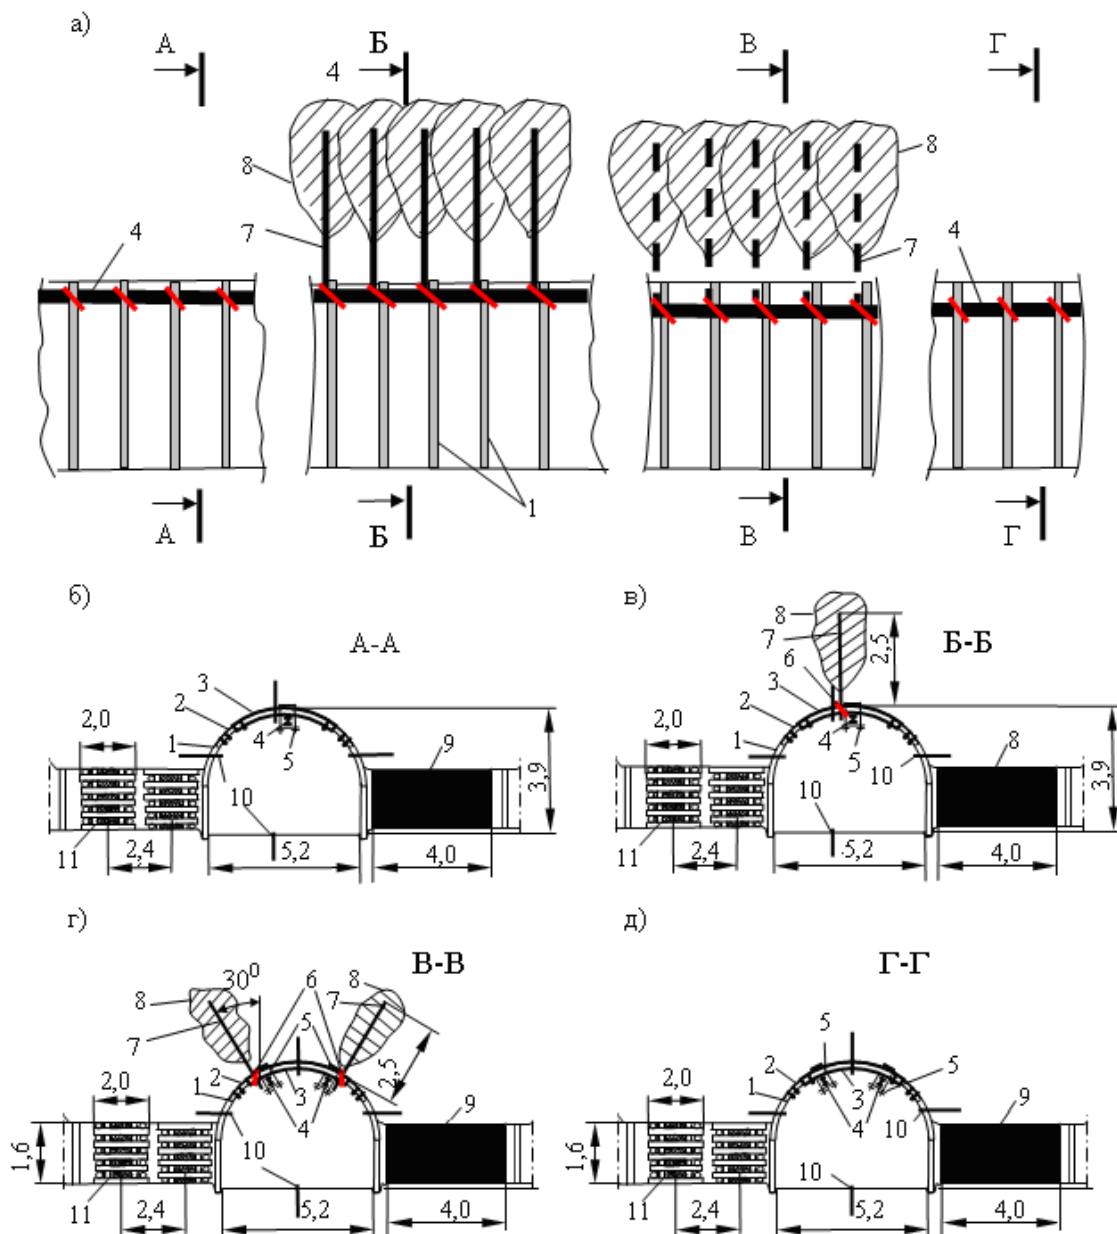 а)
А Б В Г
4
8 8
7 7
4 4
1
А Б В Г
б) в)
А-А Б-Б
8
7
6
2,5
3 3
2 2
2,0 2,0
1 4 5 9 1 4 5 8
3,9 3,9
10 10 10
11 2,4 5,2 4,0 11 2,4 .5,2 4,0
г) д)
В-В Г-Г
30⁰
8 6 8
7 7
5 5 5
2,5
2,0 2 2,0 2
1 3 9 1 3 9
4 4
10 10
1,6 1,6
10
11 2,4 5,2 4,0 11 2,4 5,2 4,0